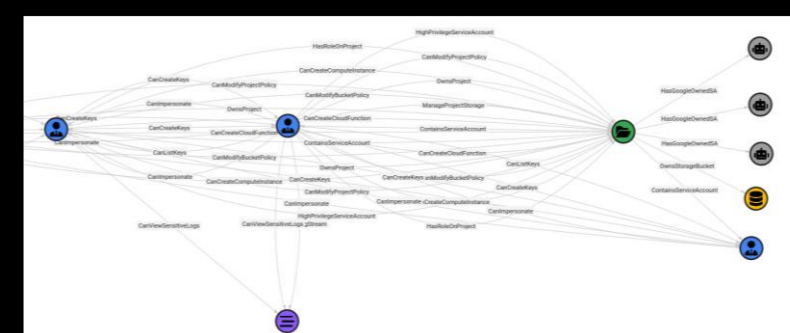 HighPrivilegeServiceAccount
HasRoleOnProject
CanModifyProjectPolicy
CanCreateComputeInstance
CanCreateKeys
CanModifyProjectPolicy
OwnsProject
HasGoogleOwnedSA
CanModifyBucketPolicy
CanImpersonate
OwnsProject
ManageProjectStorage
CanCreateKeys
CanCreateCloudFunction
HasGoogleOwnedSA
CanCreateKeys
CanCreateCloudFunction
ContainsServiceAccount
CanImpersonate
ContainsServiceAccount
HasGoogleOwnedSA
CanListKeys
CanModifyBucketPolicy
CanCreateCloudFunction
CanListKeys
OwnsProject
OwnsStorageBucket
CanImpersonate
CanCreateComputeInstance
CanCreateKeys
CanCreateKeys
CanModifyProjectPolicy
CanCreateKeys
ContainsServiceAccount
CanImpersonate
CanImpersonate
CanImpersonate
HighPrivilegeServiceAccount
CanViewSensitiveLogs
CanViewSensitiveLogs
HasRoleOnProject